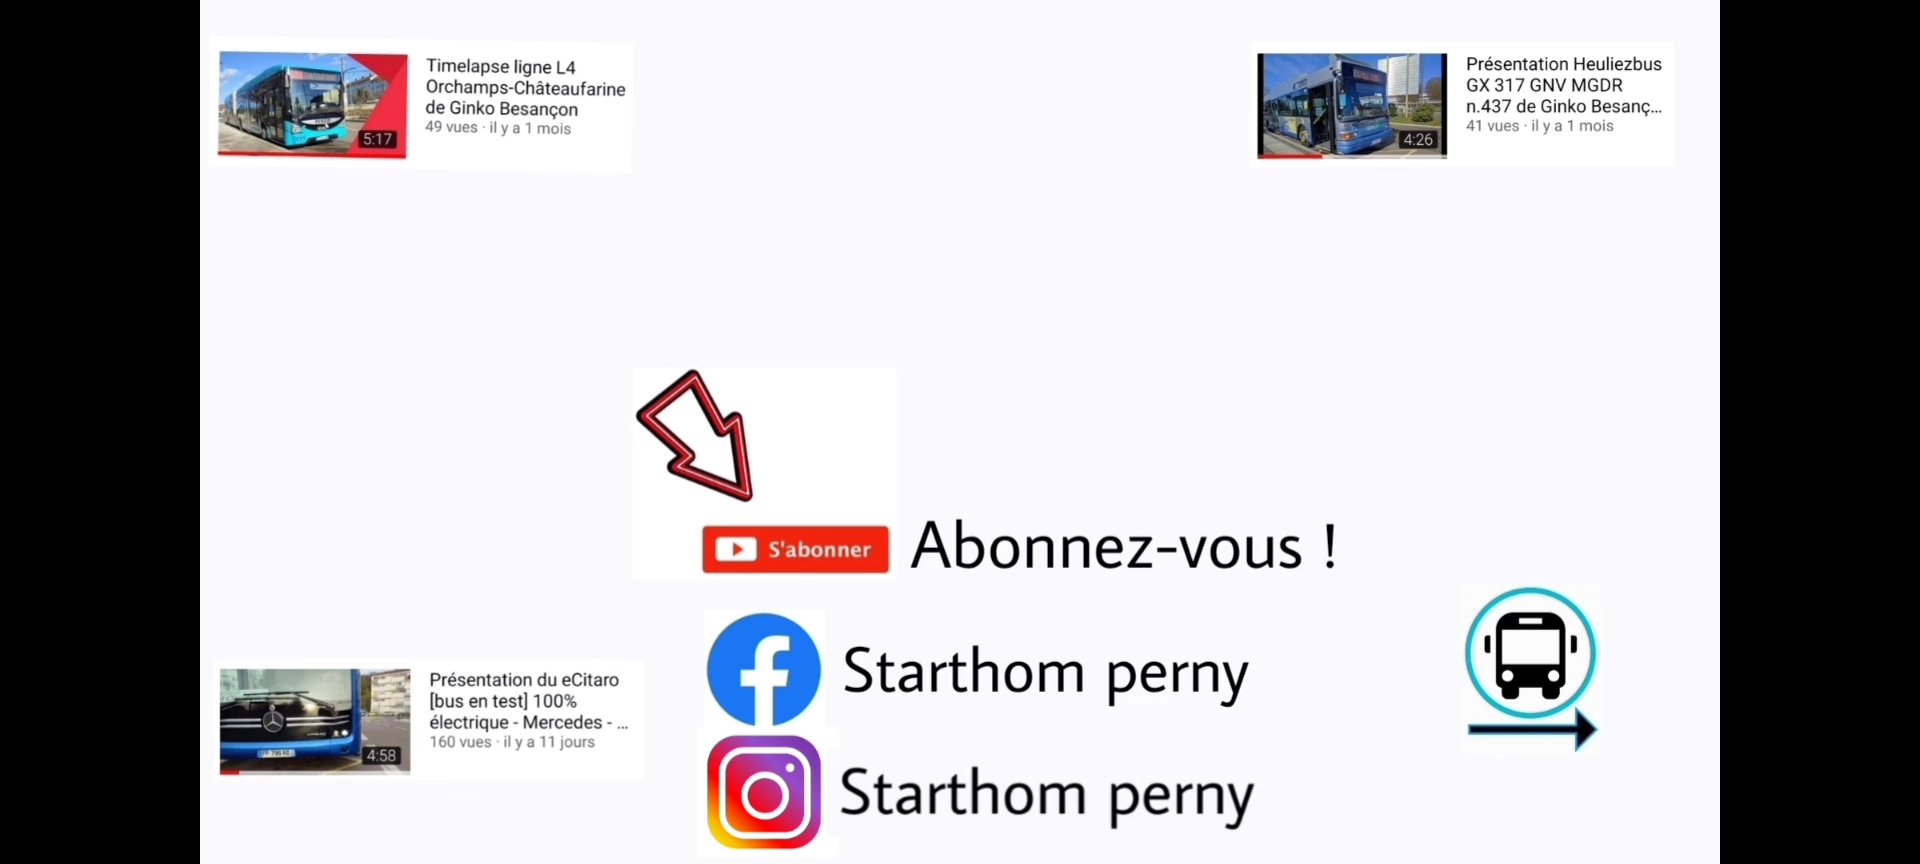 Timelapse ligne L4
Orchamps-Châteaufarine
de Ginko Besançon
49 vues · il y a 1 mois
5:17
Présentation Heuliezbus
GX 317 GNV MGDR
n.437 de Ginko Besanç...
41 vues · il y a 1 mois
4:26
S'abonner
Abonnez-vous !
Starthom perny
Présentation du eCitaro
[bus en test] 100%
électrique - Mercedes - ...
160 vues · il y a 11 jours
4:58
Starthom perny